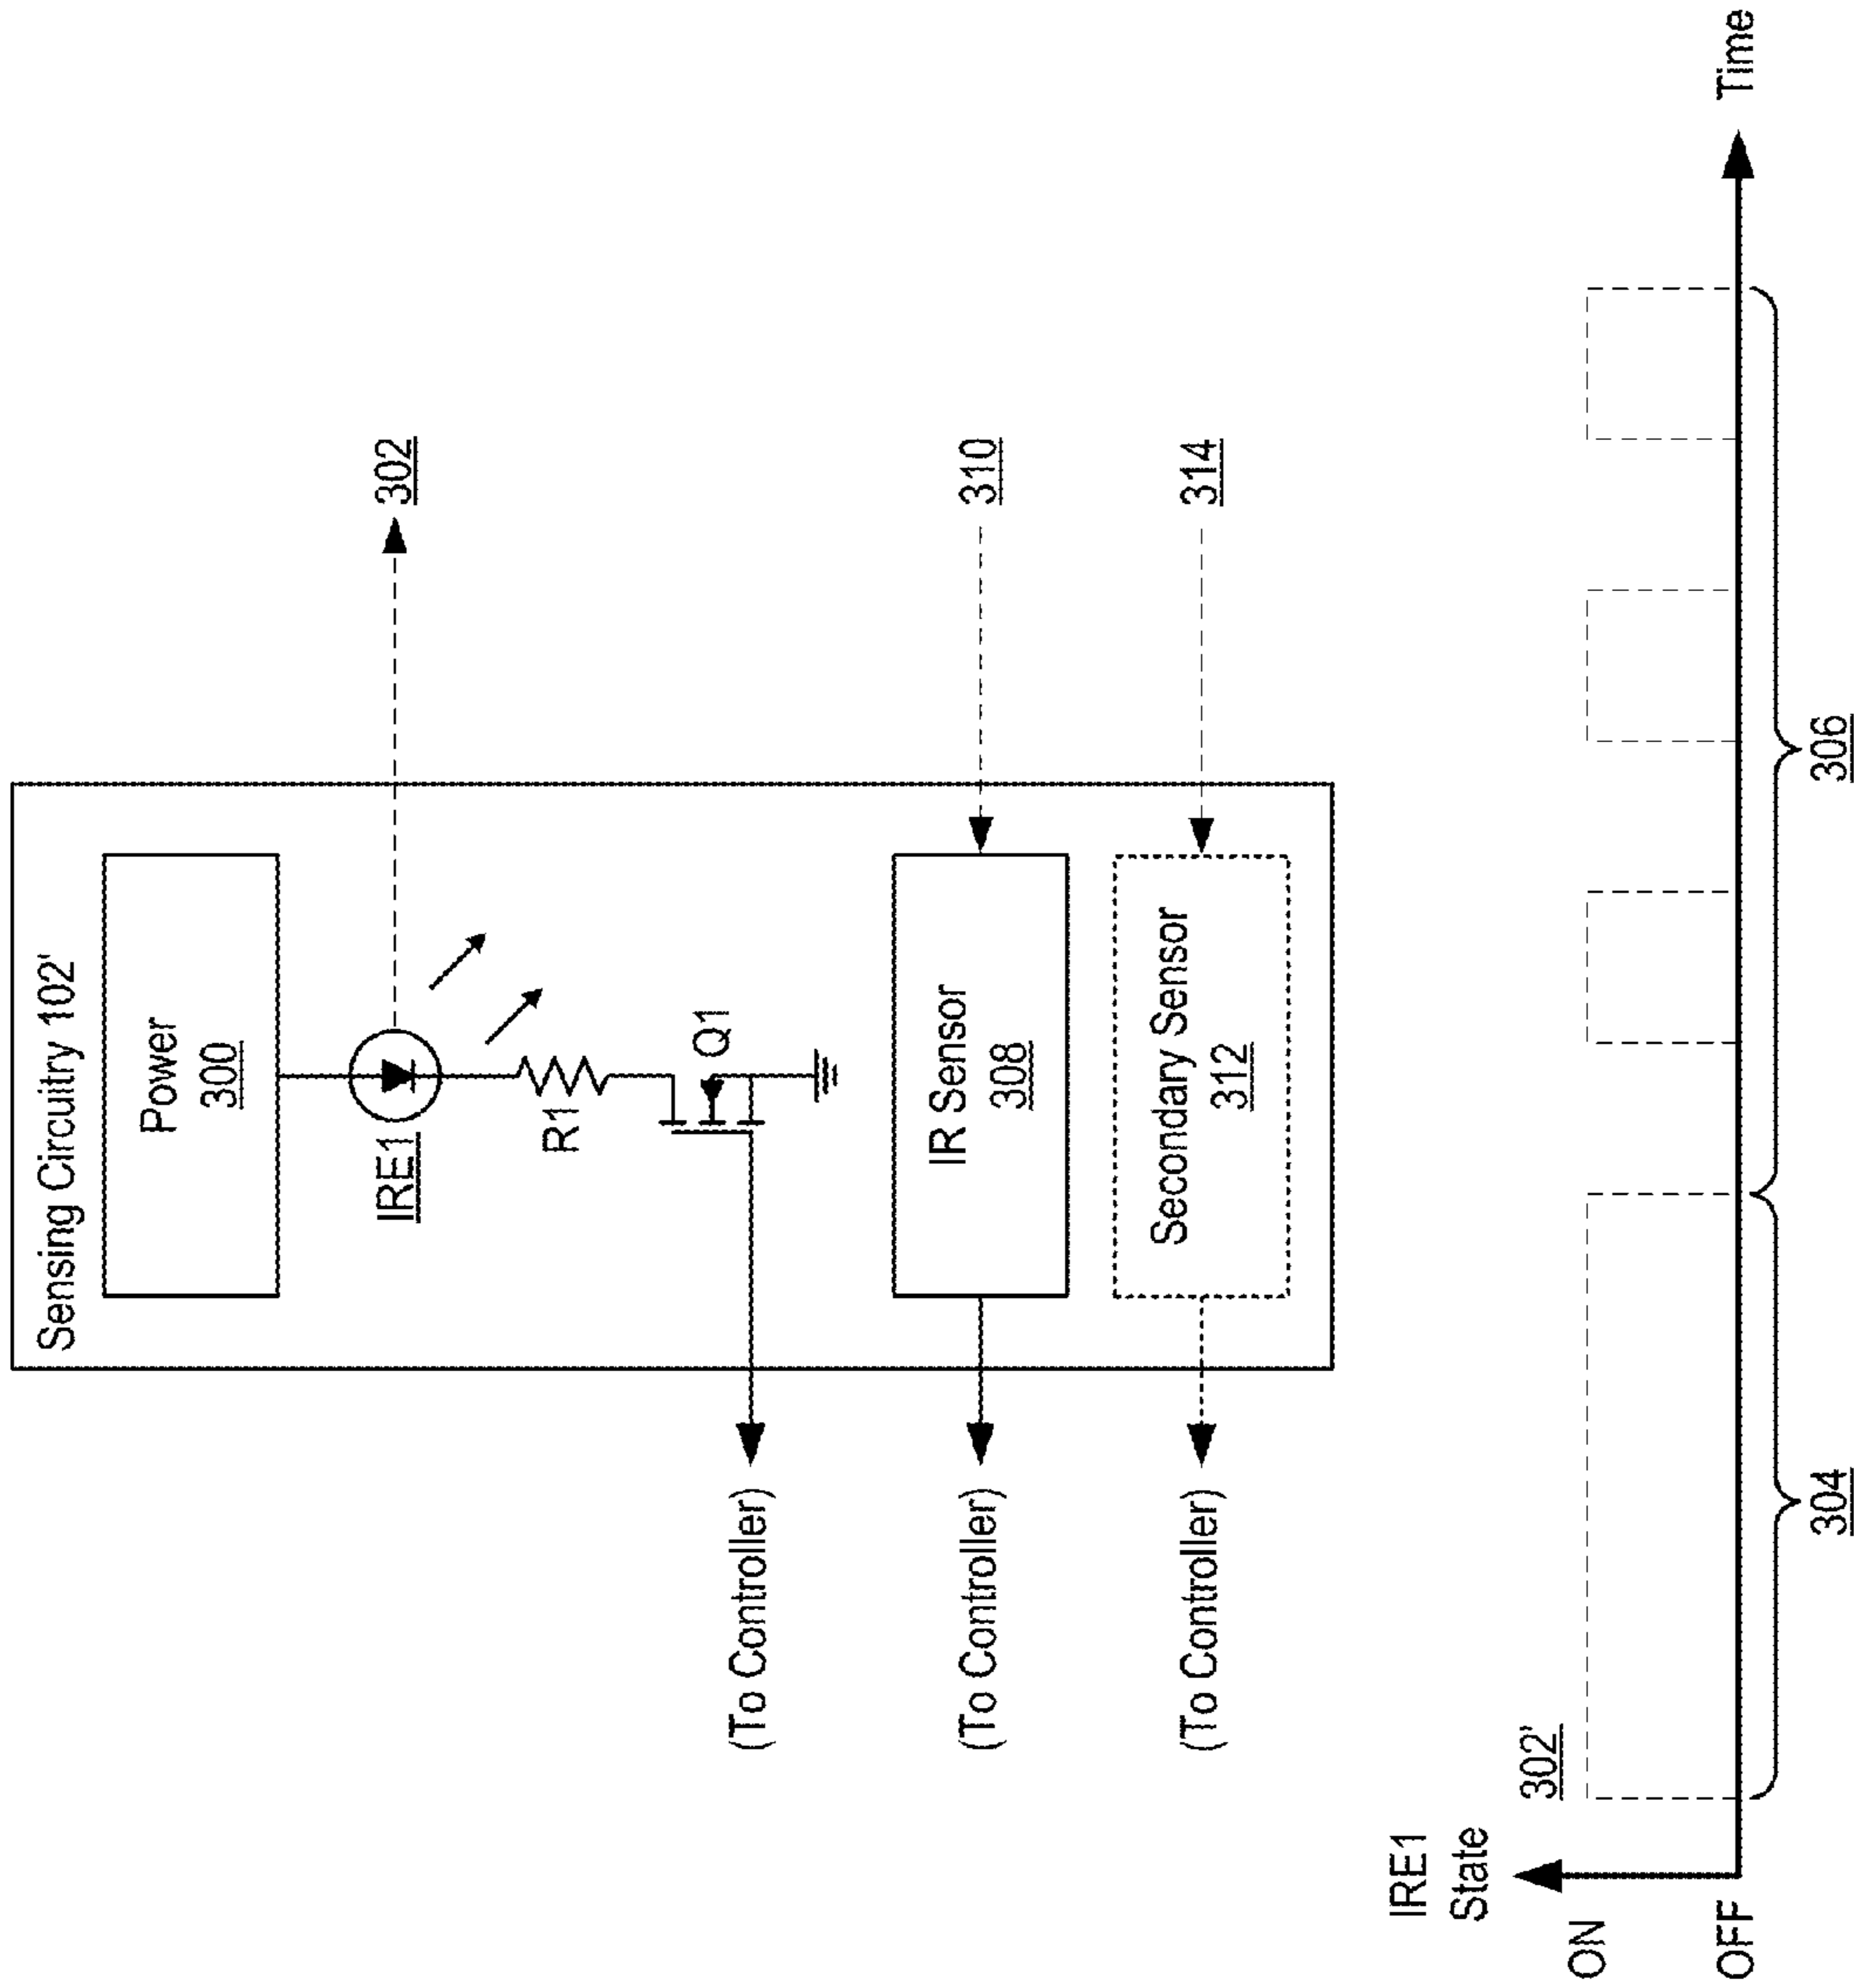 Sensing Circuitry 102'
Power
300
IRE1
302
R1
Q1
(To Controller)
IR Sensor
308
310
(To Controller)
Secondary Sensor
312
314
(To Controller)
IRE1
State
302'
ON
OFF
Time
304
306